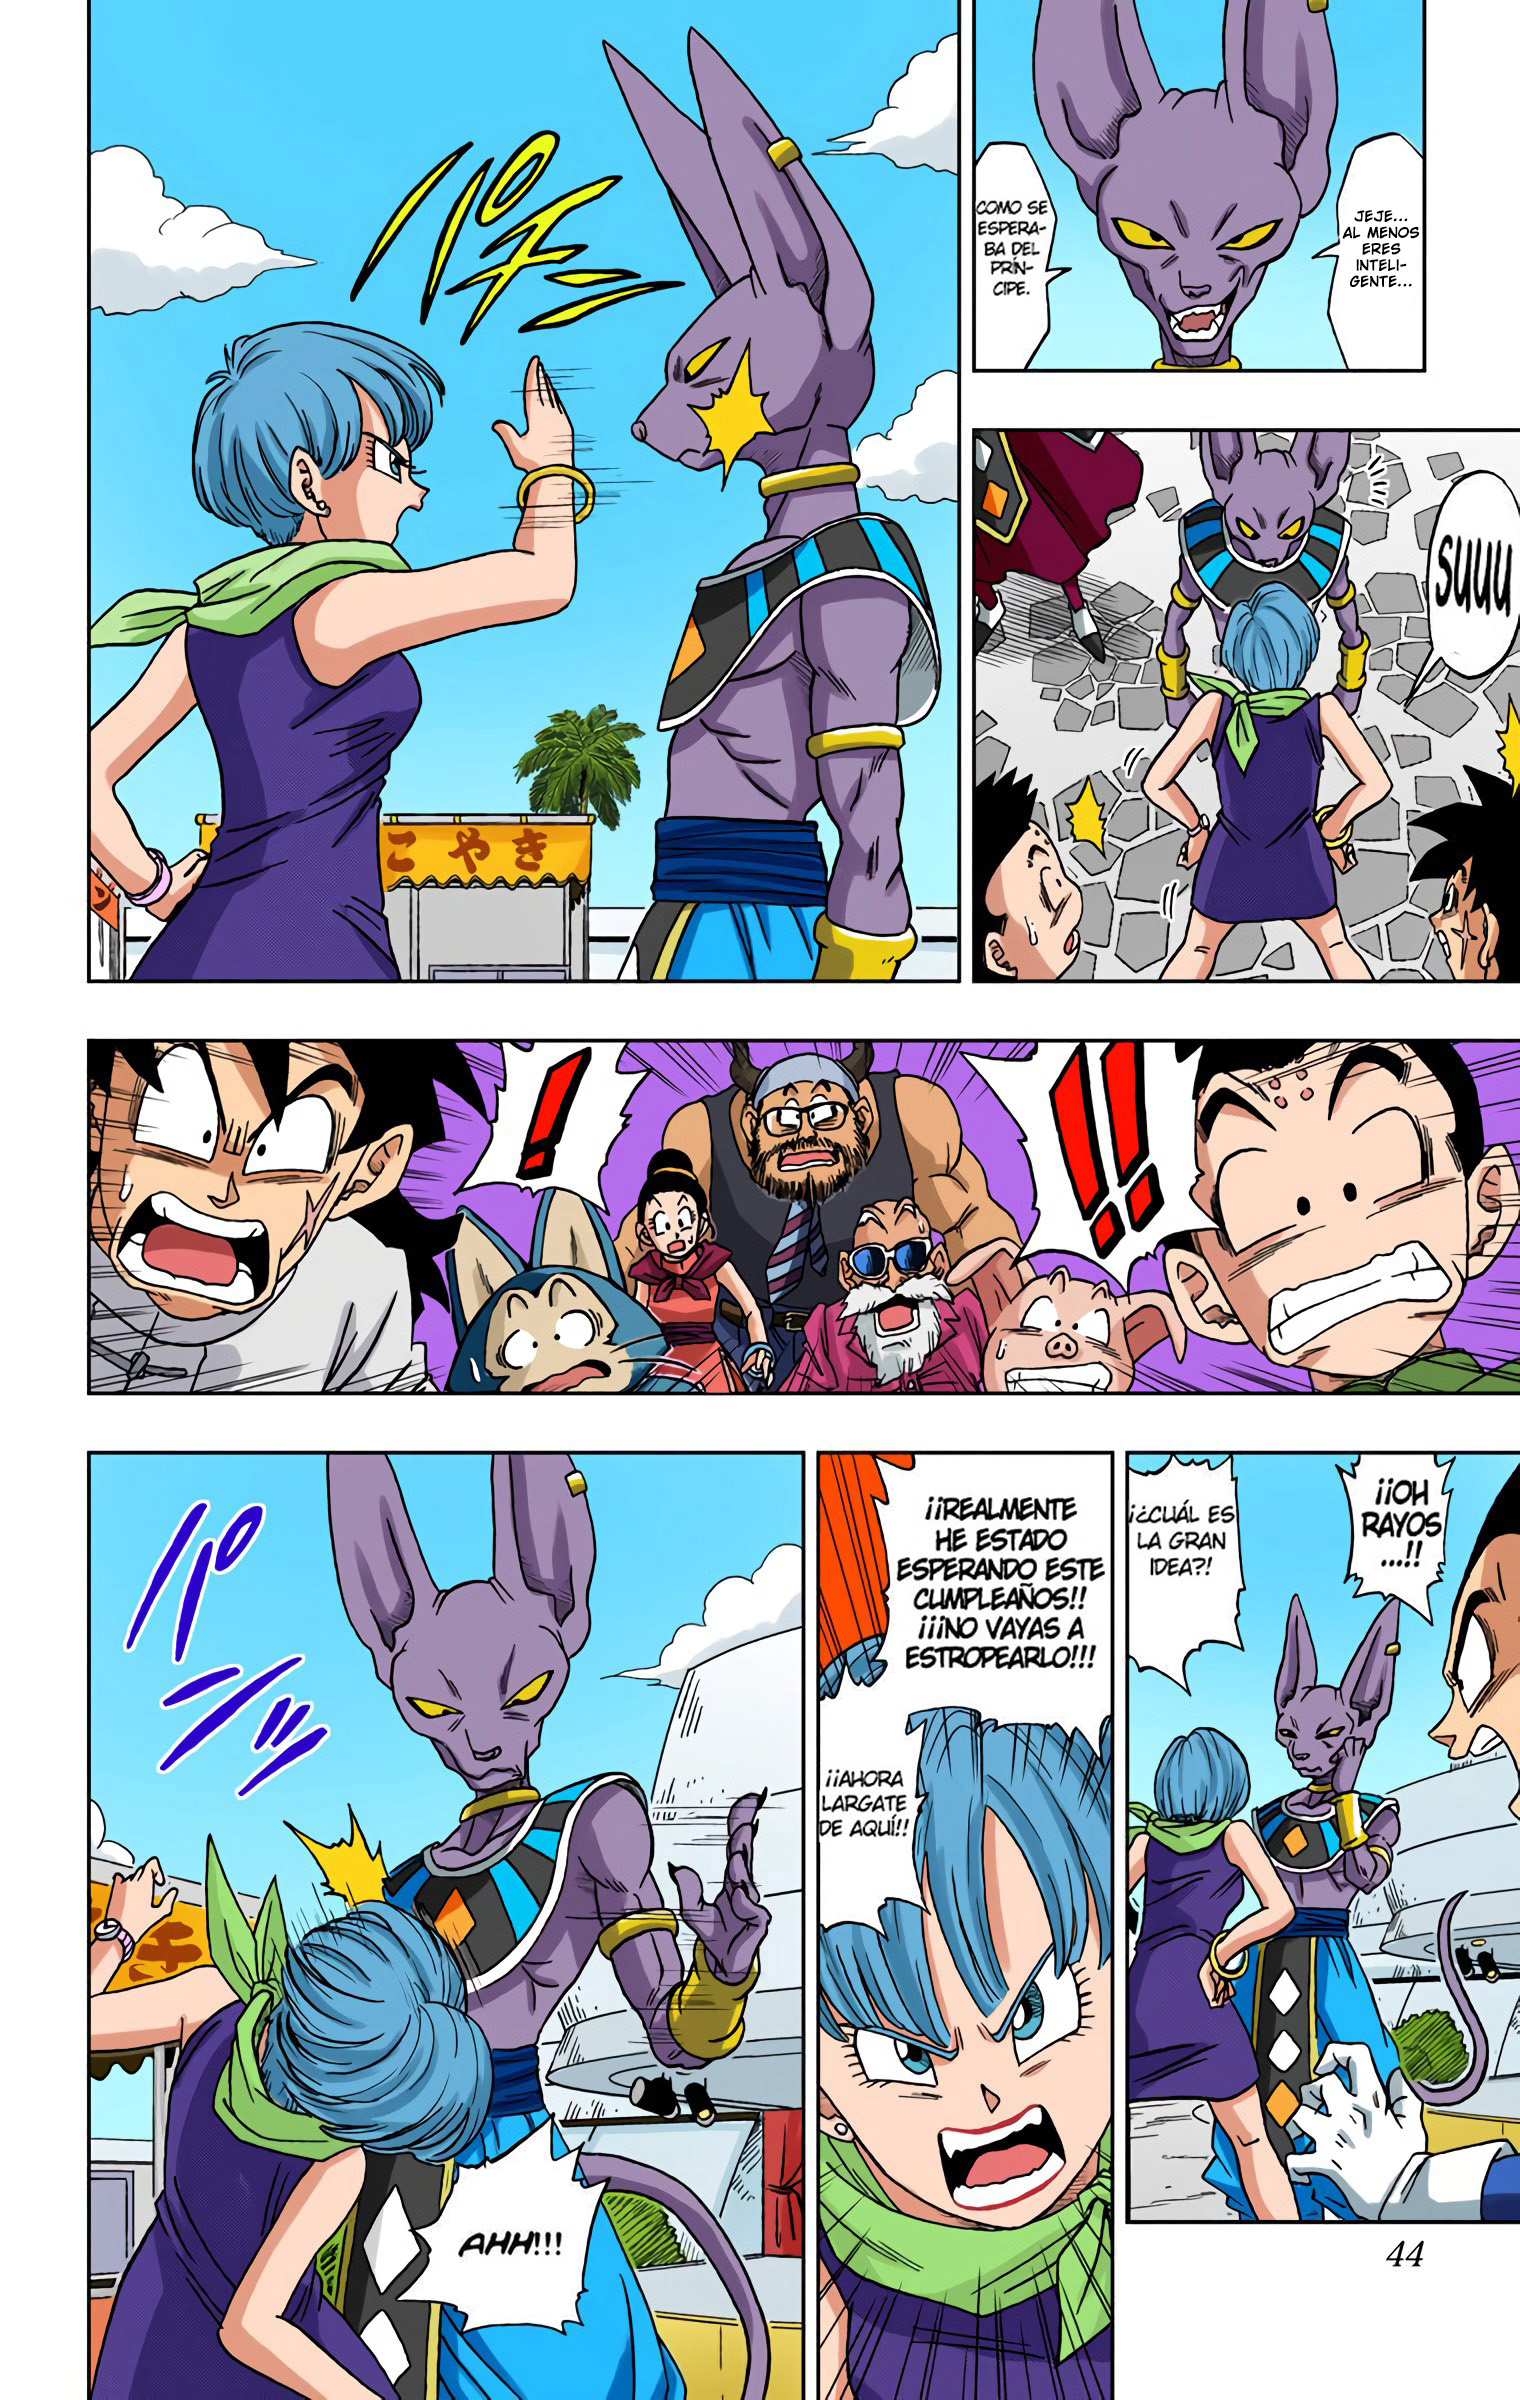 JEJE...
AL MENOS
ERES
INTELI-
GENTE...
COMO SE
ESPERA-
BA DEL
PRÍN-
CIPE.
SUUU
パチン
こやき
!
!!
¡¡OH
RAYOS
...!!
¡¿CUÁL ES
LA GRAN
IDEA?!
¡¡REALMENTE
HE ESTADO
ESPERANDO ESTE
CUMPLEAÑOS!!
¡¡¡NO VAYAS A
ESTROPEARLO!!!
¡¡AHORA
LARGATE
DE AQUÍ!!
パシッ
AHH!!!
44